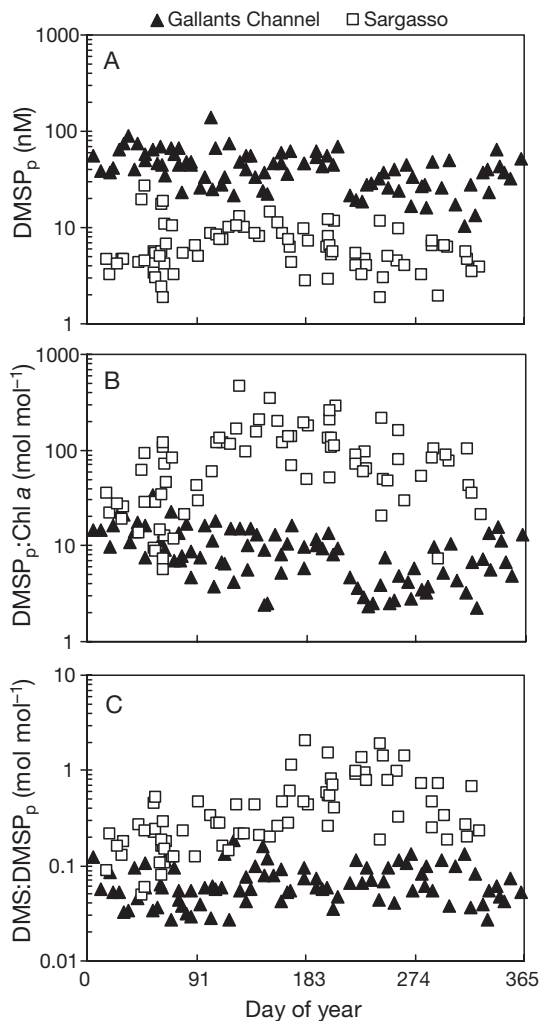 ▲ Gallants Channel □ Sargasso
A
DMSPp (nM)
1000
100
10
1
B
DMSPp:Chl a (mol mol⁻¹)
1000
100
10
1
C
DMS:DMSPp (mol mol⁻¹)
10
1
0.1
0.01
0 91 183 274 365
Day of year